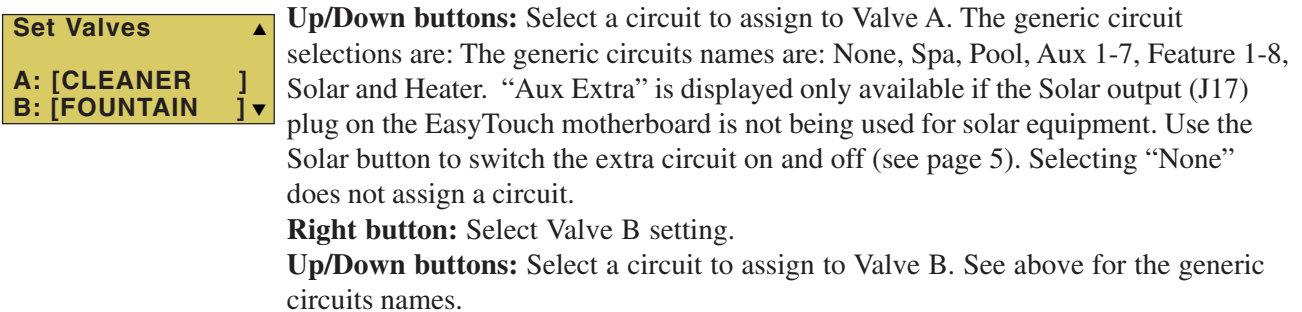 Set Valves ▲
A: [CLEANER ]
B: [FOUNTAIN ] ▼
Up/Down buttons: Select a circuit to assign to Valve A. The generic circuit
selections are: The generic circuits names are: None, Spa, Pool, Aux 1-7, Feature 1-8,
Solar and Heater. “Aux Extra” is displayed only available if the Solar output (J17)
plug on the EasyTouch motherboard is not being used for solar equipment. Use the
Solar button to switch the extra circuit on and off (see page 5). Selecting “None”
does not assign a circuit.
Right button: Select Valve B setting.
Up/Down buttons: Select a circuit to assign to Valve B. See above for the generic
circuits names.